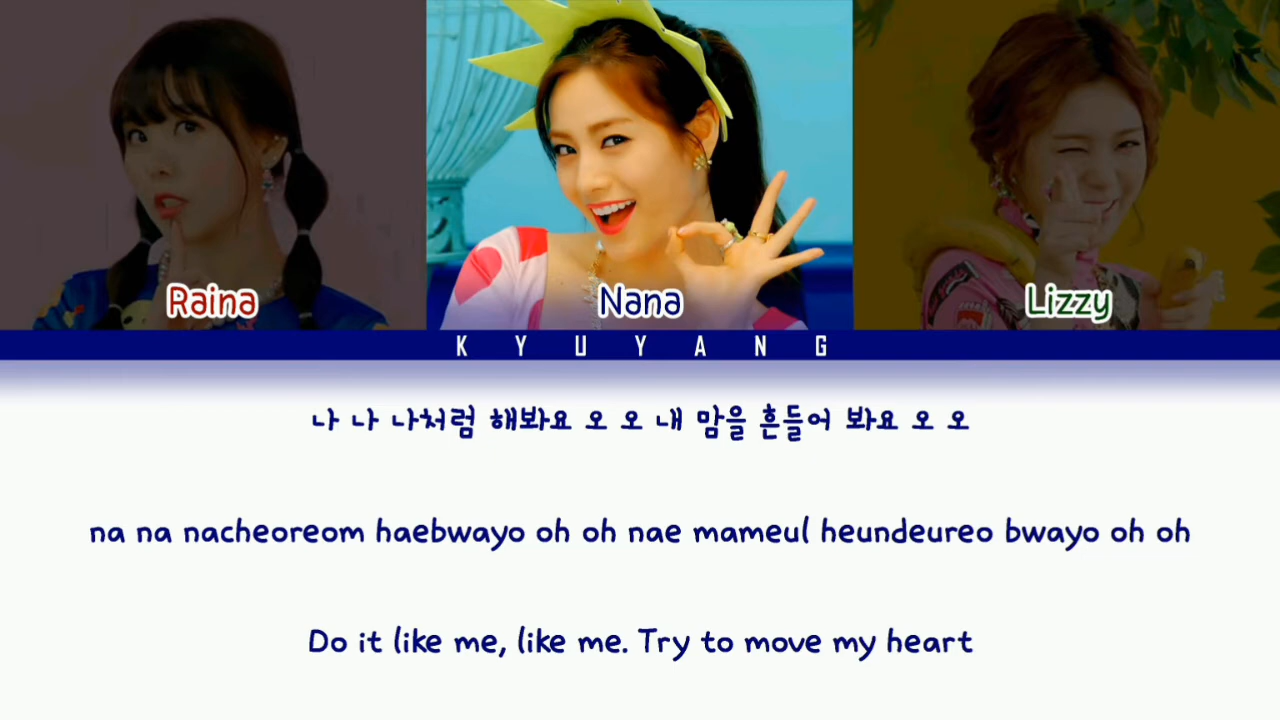 Raina
Nana
Lizzy
KYUYANG
나 나 나처럼 해봐요 오 오 내 맘을 흔들어 봐요 오 오
na na nacheoreom haebwayo oh oh nae mameul heundeureo bwayo oh oh
Do it like me, like me. Try to move my heart